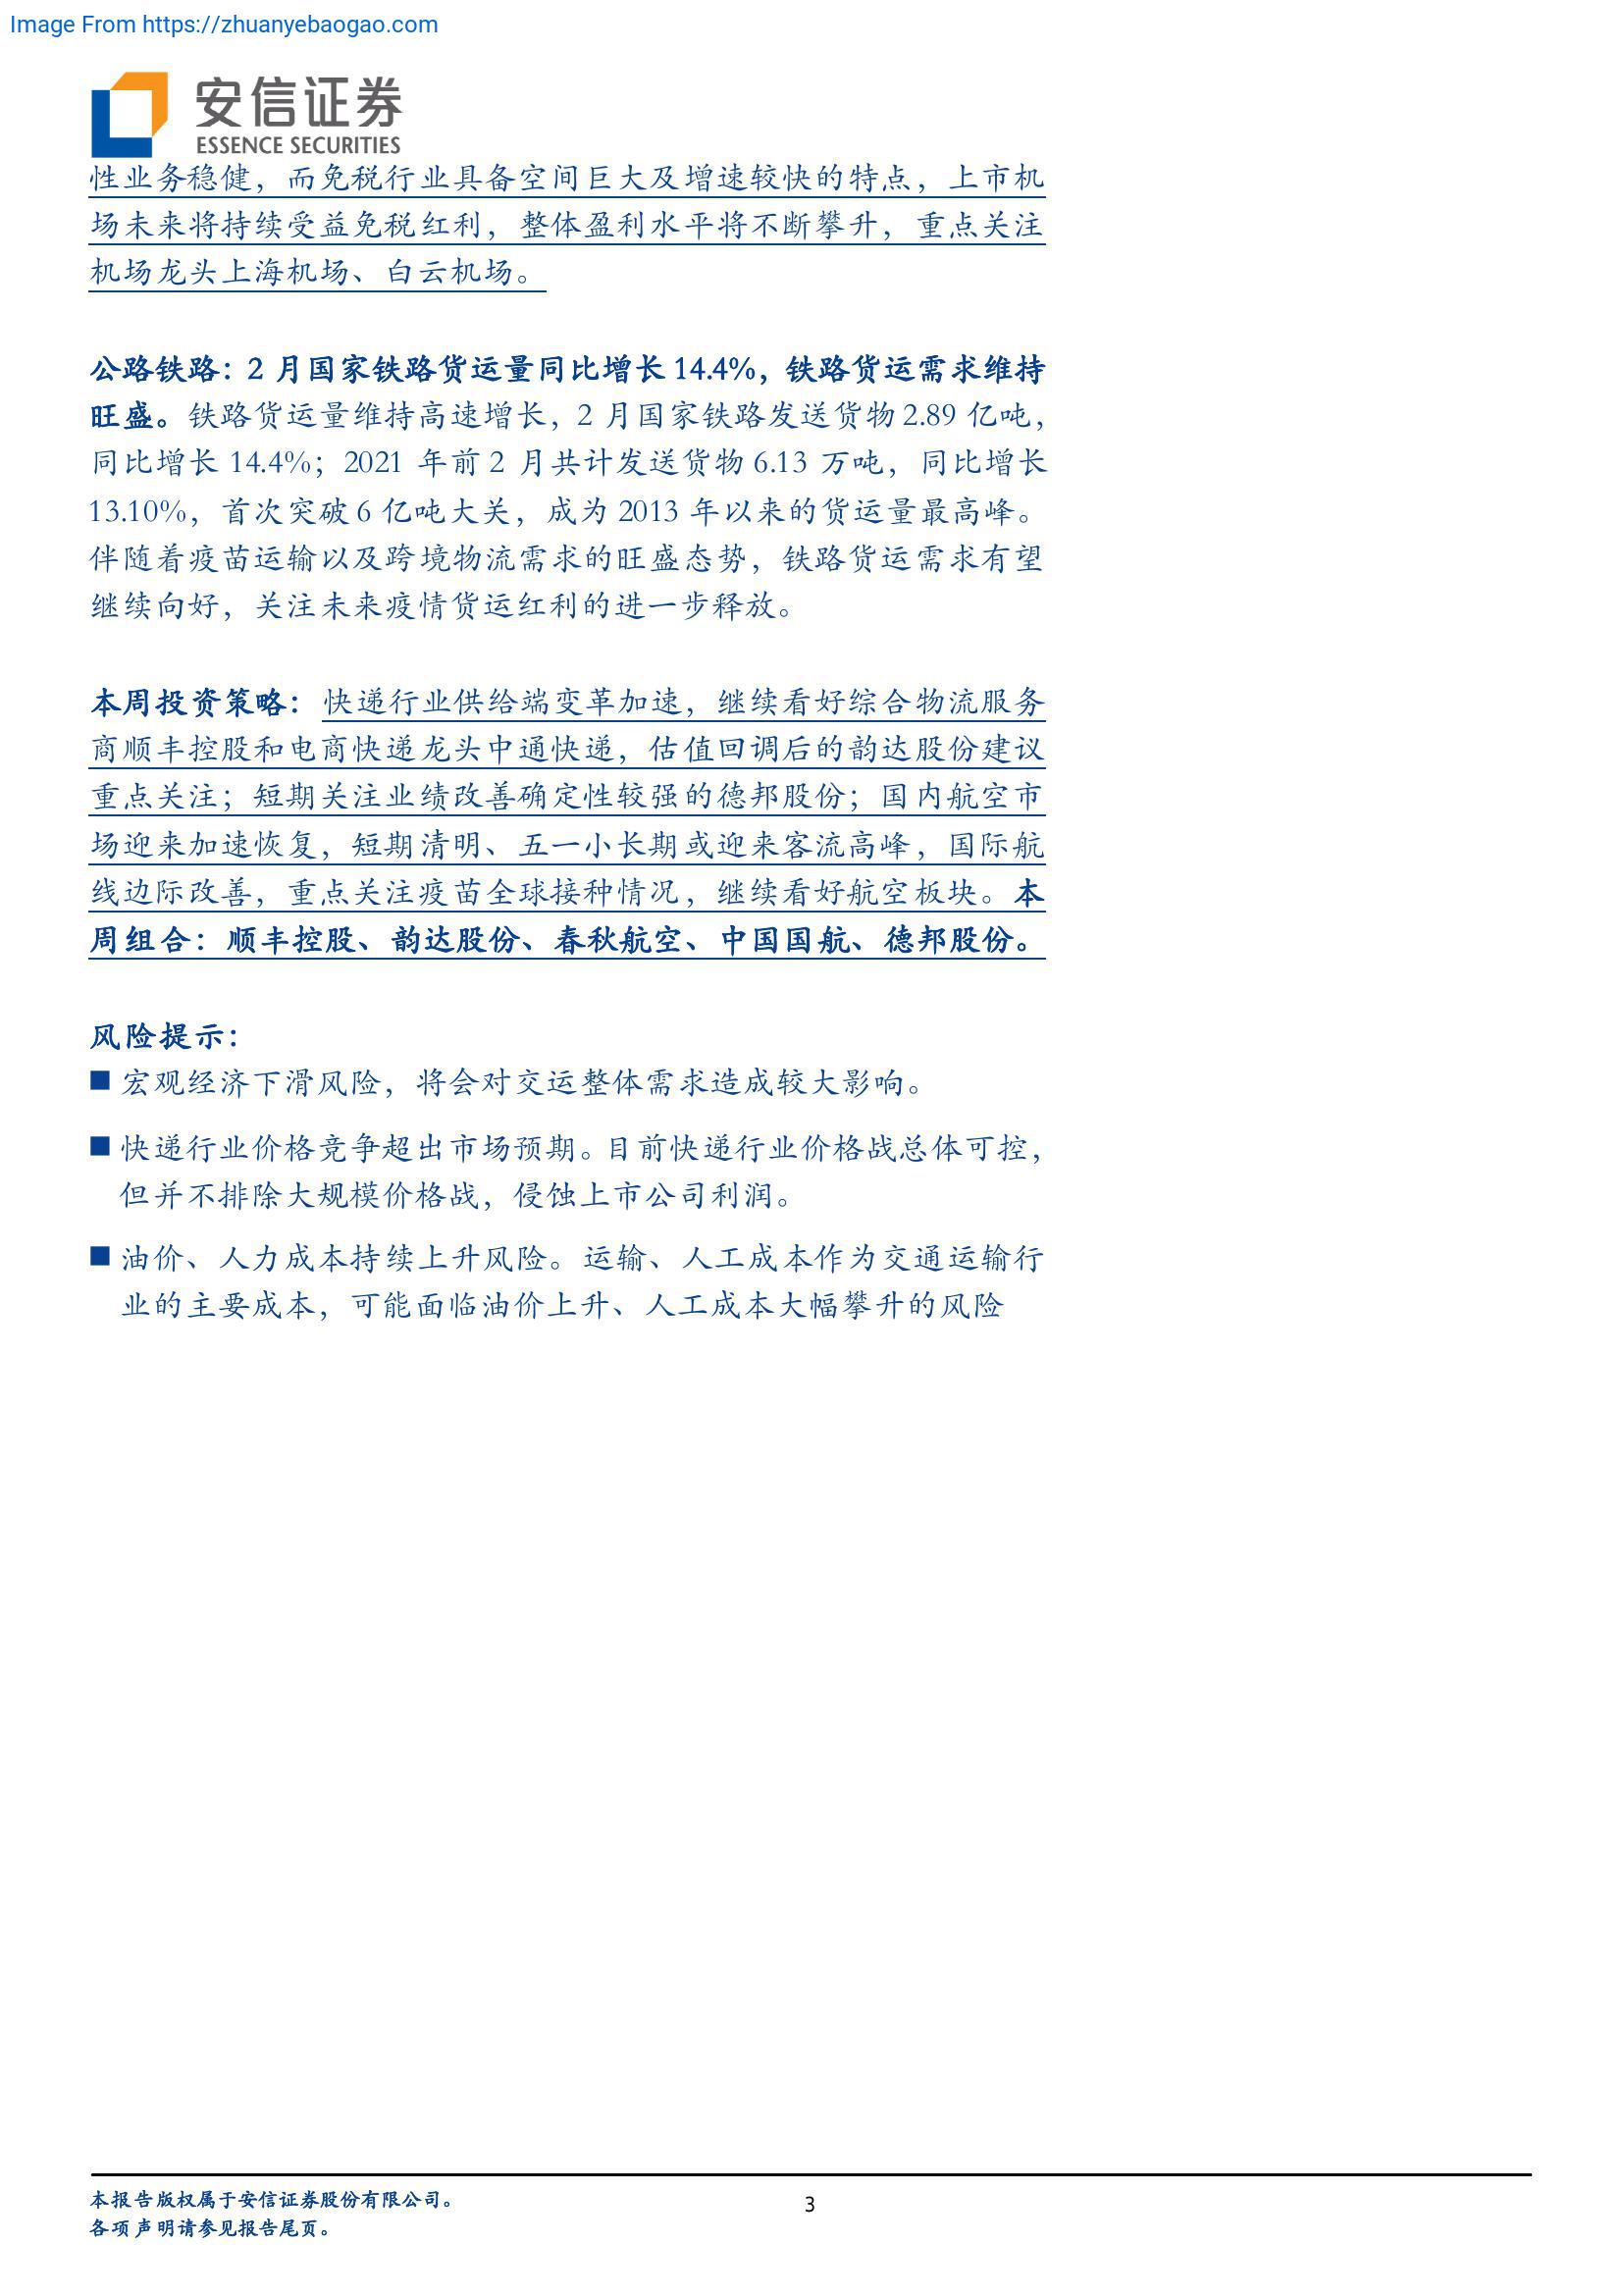 Image From https://zhuanyebaogao.com
安信证券
ESSENCE SECURITIES
性业务稳健，而免税行业具备空间巨大及增速较快的特点，上市机
场未来将持续受益免税红利，整体盈利水平将不断攀升，重点关注
机场龙头上海机场、白云机场。
公路铁路：2 月国家铁路货运量同比增长 14.4%，铁路货运需求维持
旺盛。铁路货运量维持高速增长，2 月国家铁路发送货物 2.89 亿吨，
同比增长 14.4%；2021 年前 2 月共计发送货物 6.13 万吨，同比增长
13.10%，首次突破 6 亿吨大关，成为 2013 年以来的货运量最高峰。
伴随着疫苗运输以及跨境物流需求的旺盛态势，铁路货运需求有望
继续向好，关注未来疫情货运红利的进一步释放。
本周投资策略：快递行业供给端变革加速，继续看好综合物流服务
商顺丰控股和电商快递龙头中通快递，估值回调后的韵达股份建议
重点关注；短期关注业绩改善确定性较强的德邦股份；国内航空市
场迎来加速恢复，短期清明、五一小长期或迎来客流高峰，国际航
线边际改善，重点关注疫苗全球接种情况，继续看好航空板块。本
周组合：顺丰控股、韵达股份、春秋航空、中国国航、德邦股份。
风险提示：
■ 宏观经济下滑风险，将会对交运整体需求造成较大影响。
■ 快递行业价格竞争超出市场预期。目前快递行业价格战总体可控，
但并不排除大规模价格战，侵蚀上市公司利润。
■ 油价、人力成本持续上升风险。运输、人工成本作为交通运输行
业的主要成本，可能面临油价上升、人工成本大幅攀升的风险
本报告版权属于安信证券股份有限公司。
3
各项声明请参见报告尾页。